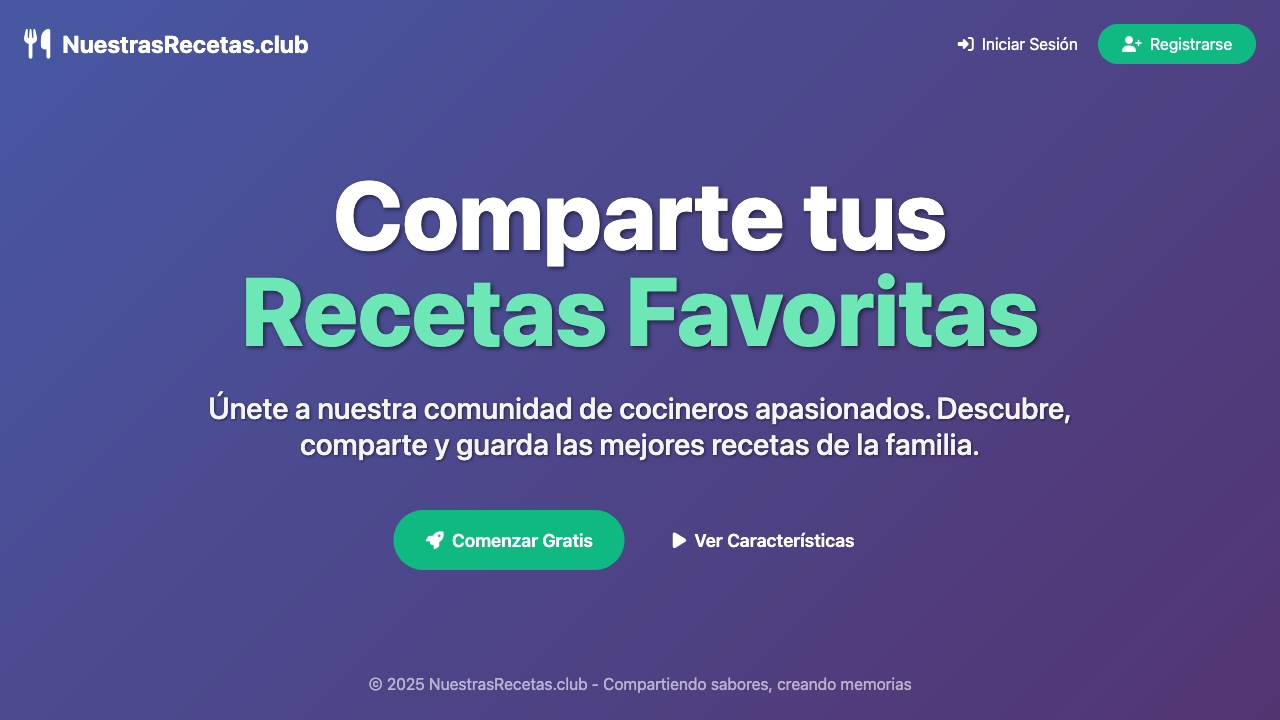 NuestrasRecetas.club
Iniciar Sesión
Registrarse
Comparte tus
Recetas Favoritas
Únete a nuestra comunidad de cocineros apasionados. Descubre,
comparte y guarda las mejores recetas de la familia.
Comenzar Gratis
Ver Características
© 2025 NuestrasRecetas.club - Compartiendo sabores, creando memorias